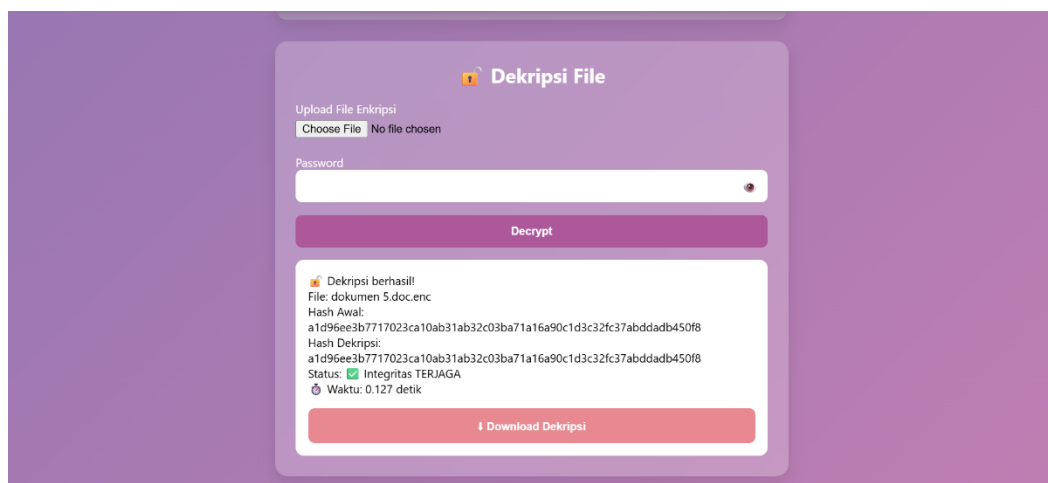 🔓 Dekripsi File
Upload File Enkripsi
Choose File No file chosen
Password
Decrypt
🔓 Dekripsi berhasil!
File: dokumen 5.doc.enc
Hash Awal:
a1d96ee3b7717023ca10ab31ab32c03ba71a16a90c1d3c32fc37abddadb450f8
Hash Dekripsi:
a1d96ee3b7717023ca10ab31ab32c03ba71a16a90c1d3c32fc37abddadb450f8
Status: ✅ Integritas TERJAGA
⏱ Waktu: 0.127 detik
⬇ Download Dekripsi